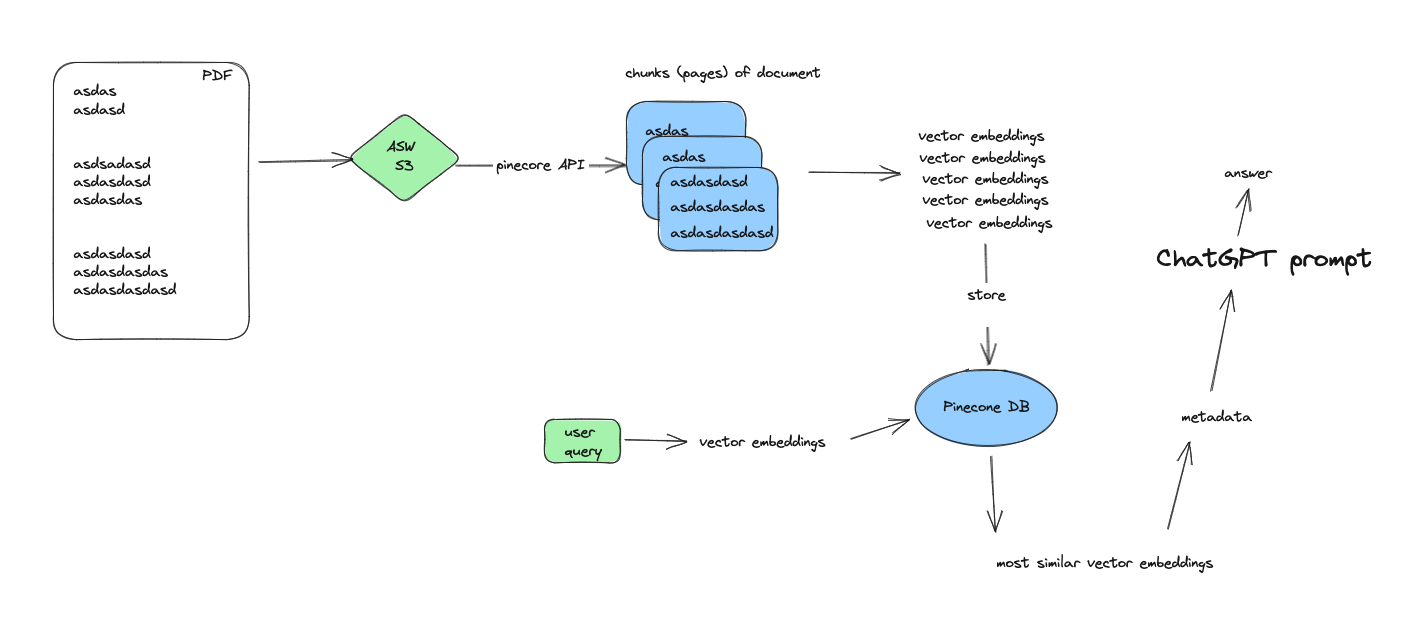 PDF
asdas
asdasd
asdsadasd
asdasdasd
asdasdas
asdasdasd
asdasdasdas
asdasdasdasd
ASW
S3
pinecore API
chunks (pages) of document
asdas
asdas
asdasdasd
asdasdasdas
asdasdasdasd
vector embeddings
vector embeddings
vector embeddings
vector embeddings
vector embeddings
store
Pinecone DB
user
query
vector embeddings
most similar vector embeddings
metadata
ChatGPT prompt
answer